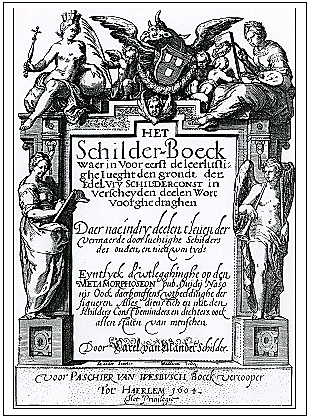 HET
Schilder-Boeck
waer in Voor eerst de leerlusti-
ghe Iueght den grondt der
Edel Vry SCHILDERCONST in
Verscheyden deelen Wort
Voorghedraghen
Daer nae in dry deelen t'leven der
vermaerde doorluchtighe Schilders
des ouden, en nieuwen tyds
Eyntlyck d'wtlegghinghe op den
METAMORPHOSEON pub. Ouidij Naso-
nis Oock daerbeneffens wtbeeldinghe der
figueren Alles dienstich en nut den
schilders Const beminders en dichters oock
allen staten van menschen.
Door Carel van Mander Schilder.
Voor PASCHIER VAN WESBVSCH Boeck vercooper
TOT HAERLEM 1604.
Met Privilegie